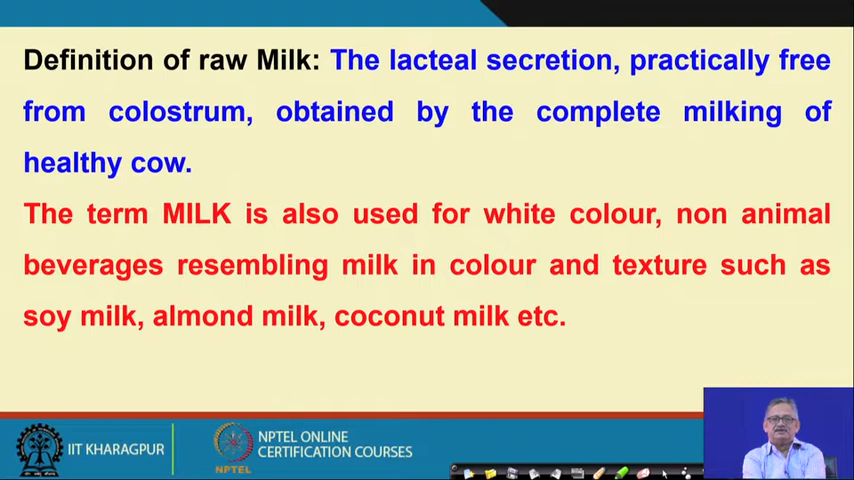 Definition of raw Milk: The lacteal secretion, practically free
from colostrum, obtained by the complete milking of
healthy cow.
The term MILK is also used for white colour, non animal
beverages resembling milk in colour and texture such as
soy milk, almond milk, coconut milk etc.
IIT KHARAGPUR
NPTEL
NPTEL ONLINE
CERTIFICATION COURSES